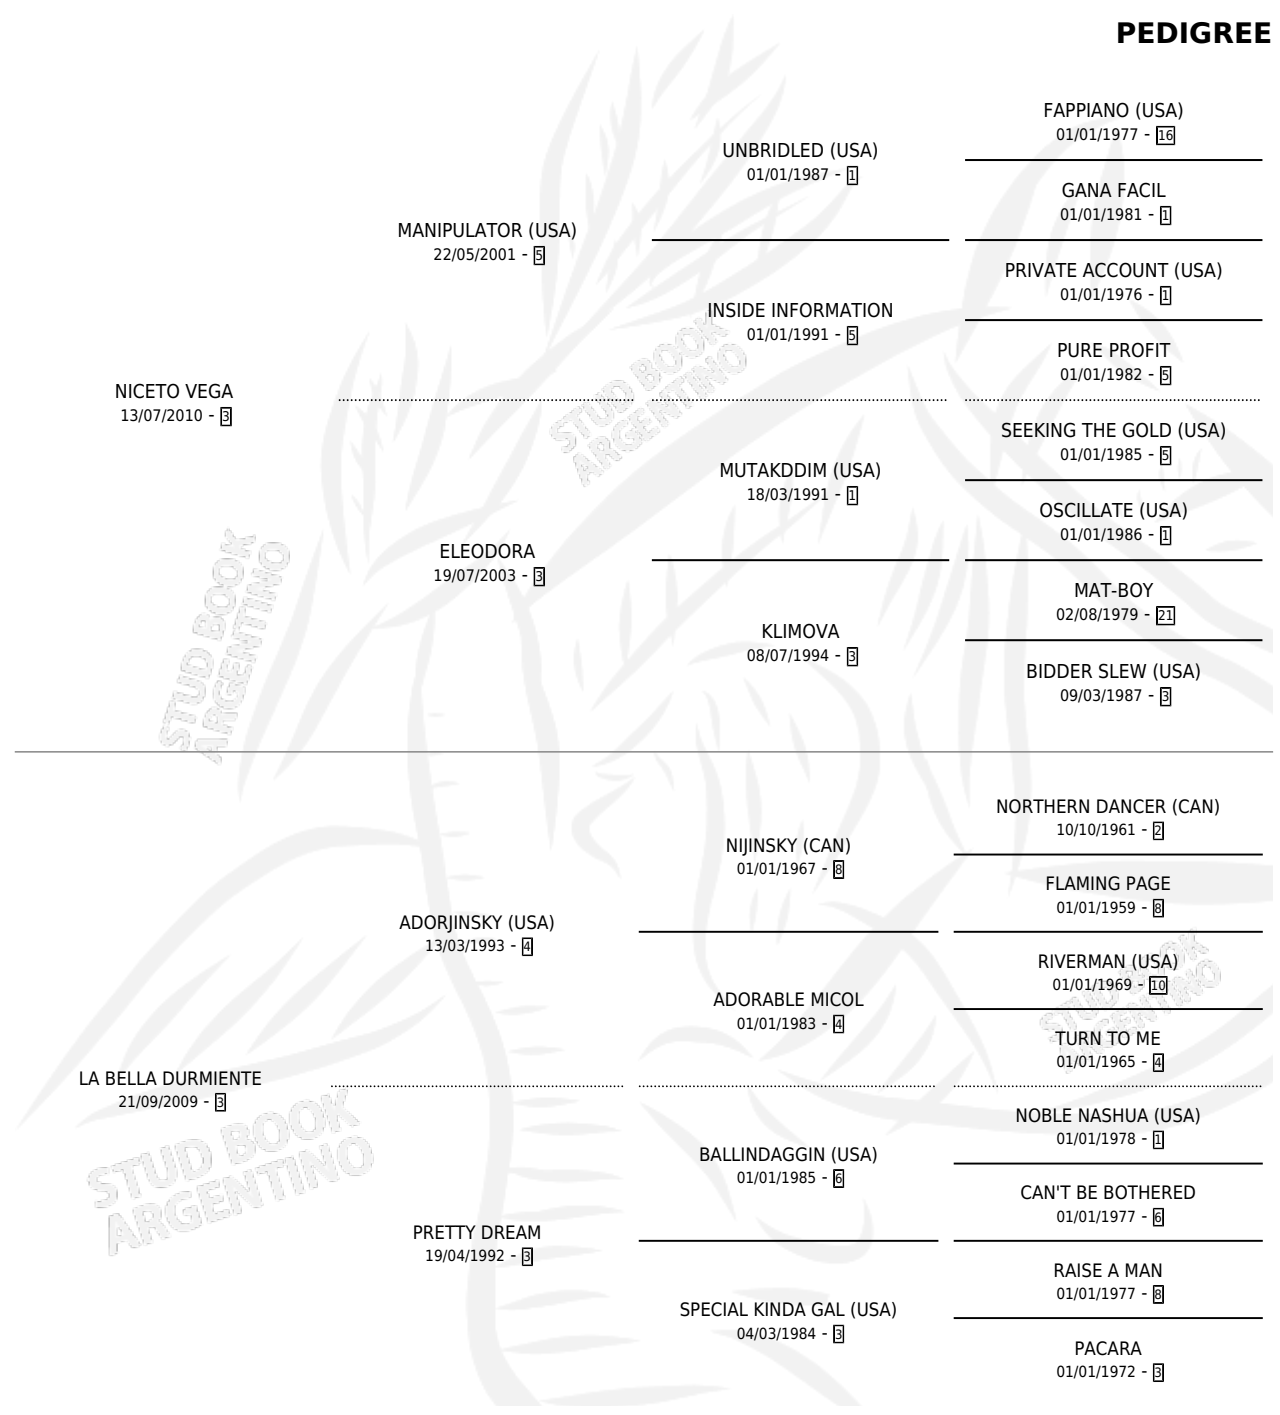 PEDIGREE
FAPPIANO (USA)
01/01/1977 - 16
UNBRIDLED (USA)
01/01/1987 - 1
GANA FACIL
01/01/1981 - 1
MANIPULATOR (USA)
22/05/2001 - 5
PRIVATE ACCOUNT (USA)
01/01/1976 - 1
INSIDE INFORMATION
01/01/1991 - 5
PURE PROFIT
01/01/1982 - 5
NICETO VEGA
13/07/2010 - 3
SEEKING THE GOLD (USA)
01/01/1985 - 5
MUTAKDDIM (USA)
18/03/1991 - 1
OSCILLATE (USA)
01/01/1986 - 1
ELEODORA
19/07/2003 - 3
MAT-BOY
02/08/1979 - 21
KLIMOVA
08/07/1994 - 3
BIDDER SLEW (USA)
09/03/1987 - 3
NORTHERN DANCER (CAN)
10/10/1961 - 2
NIJINSKY (CAN)
01/01/1967 - 8
FLAMING PAGE
01/01/1959 - 8
ADORJINSKY (USA)
13/03/1993 - 4
RIVERMAN (USA)
01/01/1969 - 10
ADORABLE MICOL
01/01/1983 - 4
TURN TO ME
01/01/1965 - 4
LA BELLA DURMIENTE
21/09/2009 - 3
NOBLE NASHUA (USA)
01/01/1978 - 1
BALLINDAGGIN (USA)
01/01/1985 - 6
CAN'T BE BOTHERED
01/01/1977 - 6
PRETTY DREAM
19/04/1992 - 3
RAISE A MAN
01/01/1977 - 8
SPECIAL KINDA GAL (USA)
04/03/1984 - 3
PACARA
01/01/1972 - 3
STUD BOOK
ARGENTINO
STUD BOOK
ARGENTINO
STUD BOOK
ARGENTINO
STUD BOOK
ARGENTINO